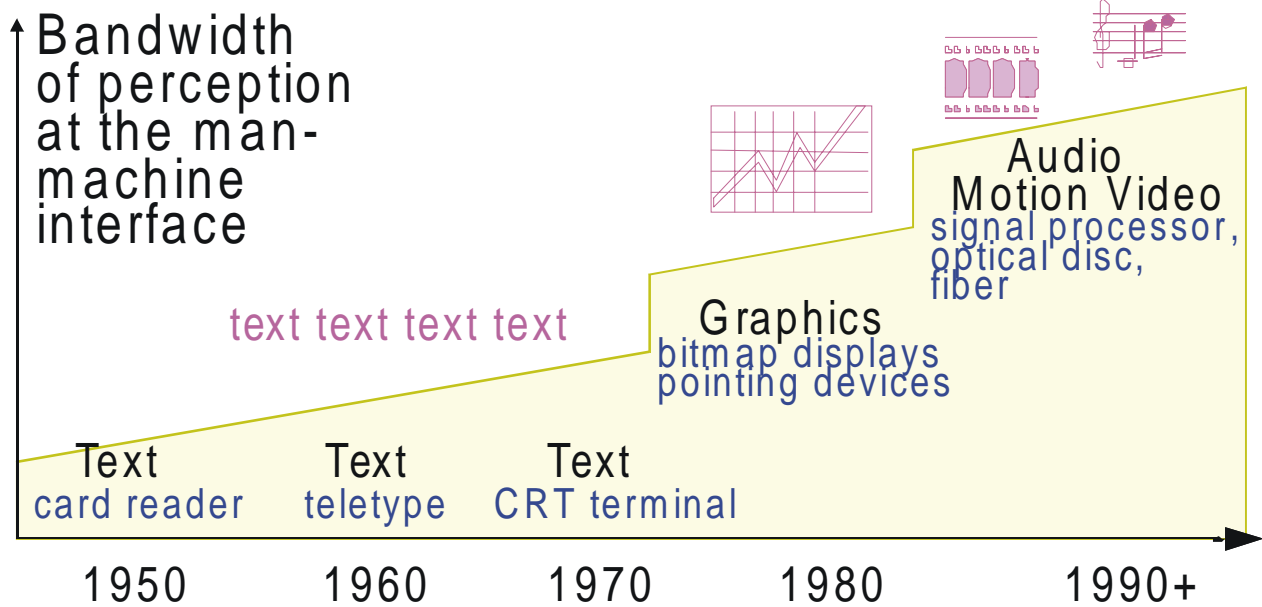 Bandwidth
of perception
at the man-
machine
interface
text text text text
Audio
Motion Video
signal processor,
optical disc,
fiber
Graphics
bitmap displays
pointing devices
Text
card reader
Text
teletype
Text
CRT terminal
1950
1960
1970
1980
1990+